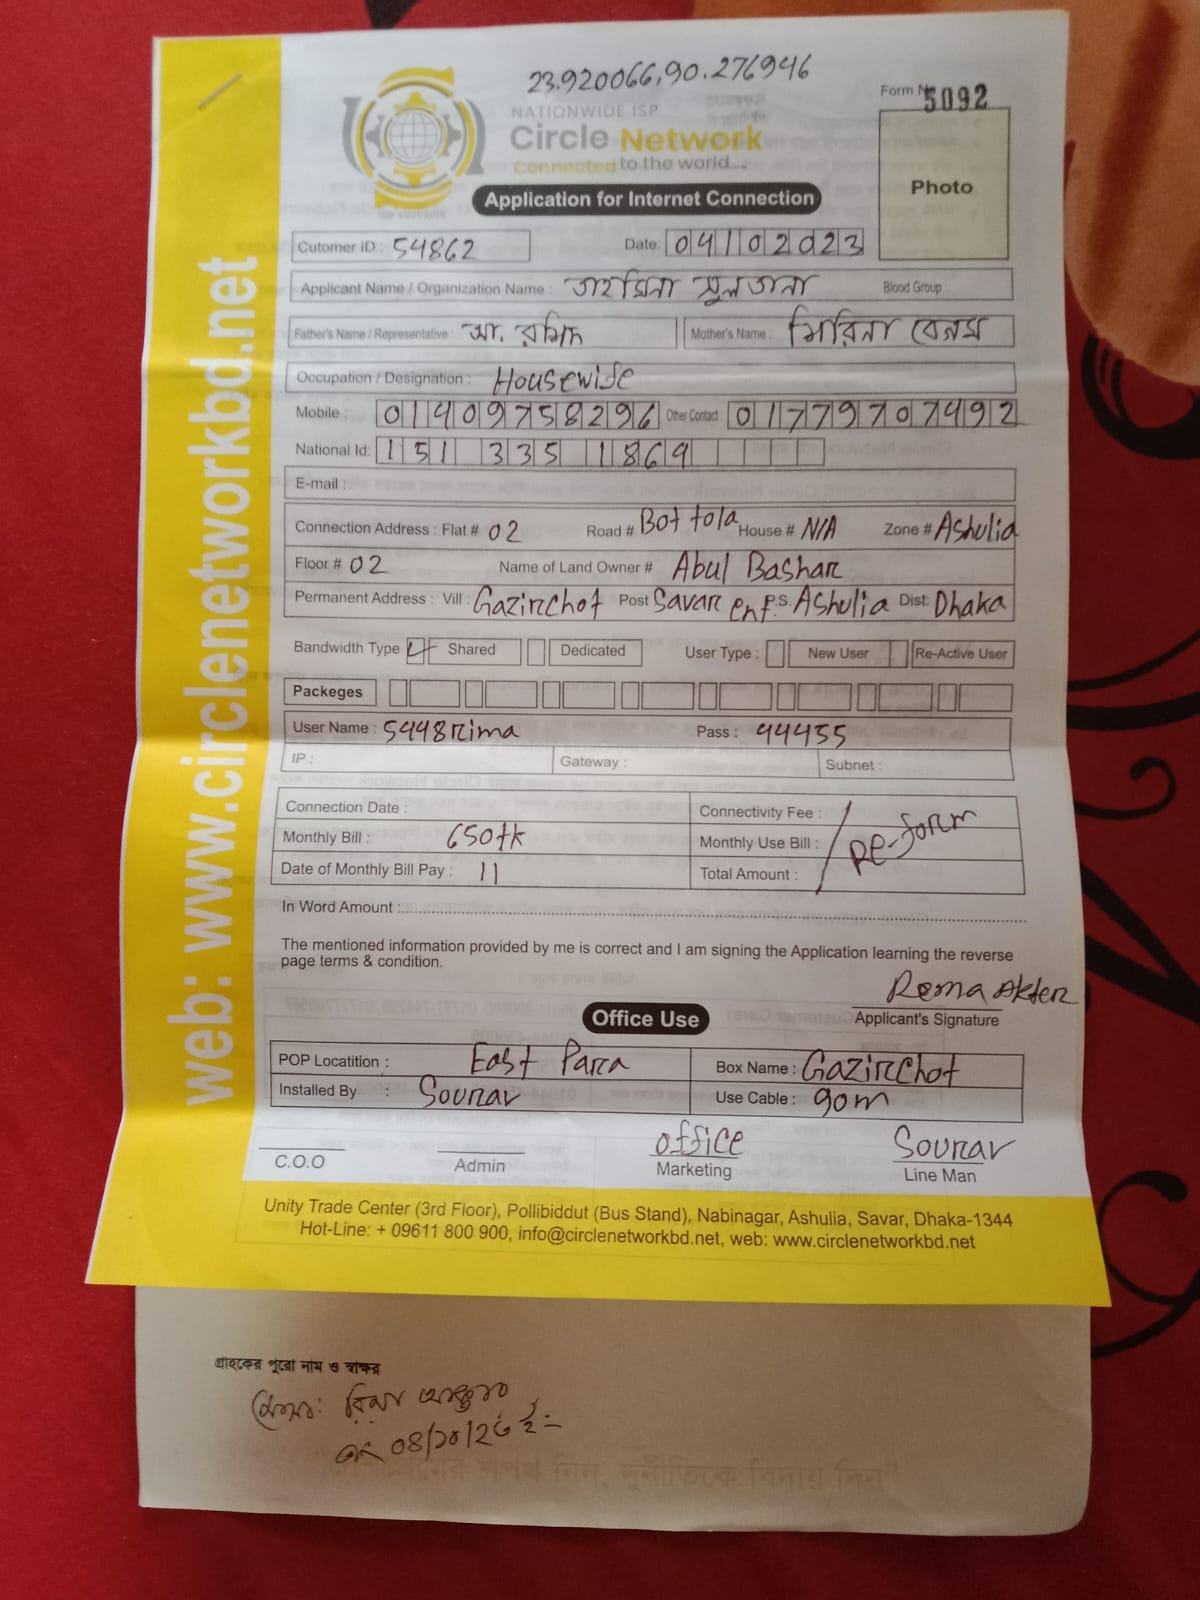 23.920066,90.276946
Form No 5092
NATIONWIDE ISP
Circle Network
Connected to the world....
Photo
Application for Internet Connection
Cutomer ID : 54862 Date: 04102023
Applicant Name / Organization Name : তাহমিনা সুলতানা Blood Group :
Father's Name / Representative : আ. রশিদ Mother's Name : শিরিনা বেগম
Occupation / Designation : Housewife
Mobile : 01409758296 Other Contact : 01779707492
National Id: 151 335 1869
E-mail :
Connection Address : Flat # 02 Road # Bot tola House # N/A Zone # Ashulia
Floor # 02 Name of Land Owner # Abul Bashar
Permanent Address : Vill : Gazirchot Post Savar enf P.S. Ashulia Dist: Dhaka
Bandwidth Type Shared Dedicated User Type : New User Re-Active User
Packeges
User Name : 5448rima Pass : 44455
IP : Gateway : Subnet :
Connection Date : Connectivity Fee :
Monthly Bill : 650tk Monthly Use Bill : Re-form
Date of Monthly Bill Pay : 11 Total Amount :
In Word Amount :
The mentioned information provided by me is correct and I am signing the Application learning the reverse
page terms & condition.
Rema Akter
Applicant's Signature
Office Use
POP Locatition : East Para Box Name : Gazirchot
Installed By : Sourav Use Cable : 90m
office Sourav
C.O.O Admin Marketing Line Man
Unity Trade Center (3rd Floor), Pollibiddut (Bus Stand), Nabinagar, Ashulia, Savar, Dhaka-1344
Hot-Line: + 09611 800 900, info@circlenetworkbd.net, web: www.circlenetworkbd.net
web: www.circlenetworkbd.net
গ্রাহকের পুরো নাম ও স্বাক্ষর
মোসা: রিমা আক্তার
তাং 04/10/23 ইং